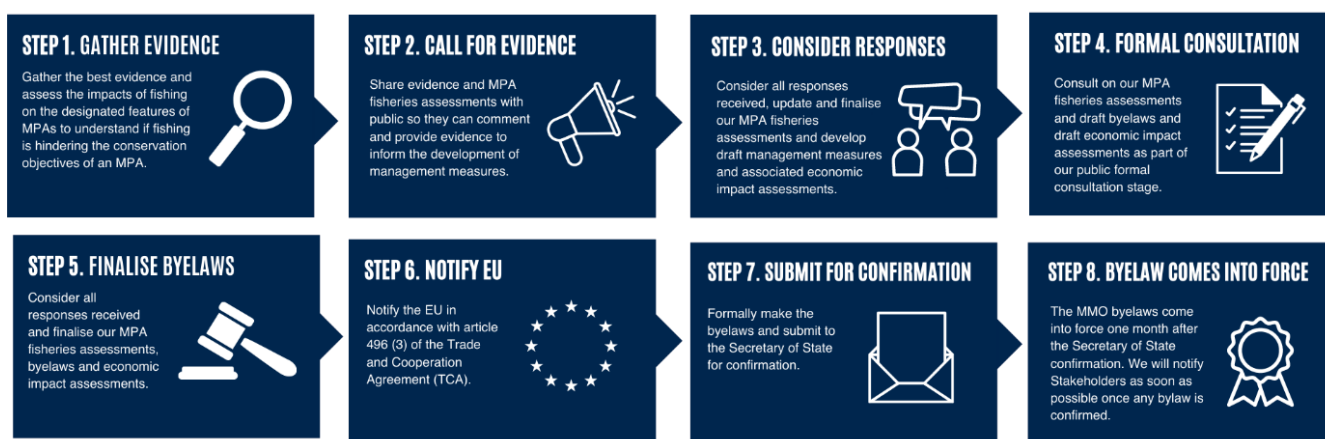 STEP 1. GATHER EVIDENCE
Gather the best evidence and
assess the impacts of fishing
on the designated features of
MPAs to understand if fishing
is hindering the conservation
objectives of an MPA.
STEP 2. CALL FOR EVIDENCE
Share evidence and MPA
fisheries assessments with
public so they can comment
and provide evidence to
inform the development of
management measures.
STEP 3. CONSIDER RESPONSES
Consider all responses
received, update and finalise
our MPA fisheries
assessments and develop
draft management measures
and associated economic
impact assessments.
STEP 4. FORMAL CONSULTATION
Consult on our MPA
fisheries assessments
and draft byelaws and
draft economic impact
assessments as part of
our public formal
consultation stage.
STEP 5. FINALISE BYELAWS
Consider all
responses received
and finalise our MPA
fisheries assessments,
byelaws and economic
impact assessments.
STEP 6. NOTIFY EU
Notify the EU in
accordance with article
496 (3) of the Trade
and Cooperation
Agreement (TCA).
STEP 7. SUBMIT FOR CONFIRMATION
Formally make the
byelaws and submit to
the Secretary of State
for confirmation.
STEP 8. BYELAW COMES INTO FORCE
The MMO byelaws come
into force one month after
the Secretary of State
confirmation. We will notify
Stakeholders as soon as
possible once any bylaw is
confirmed.